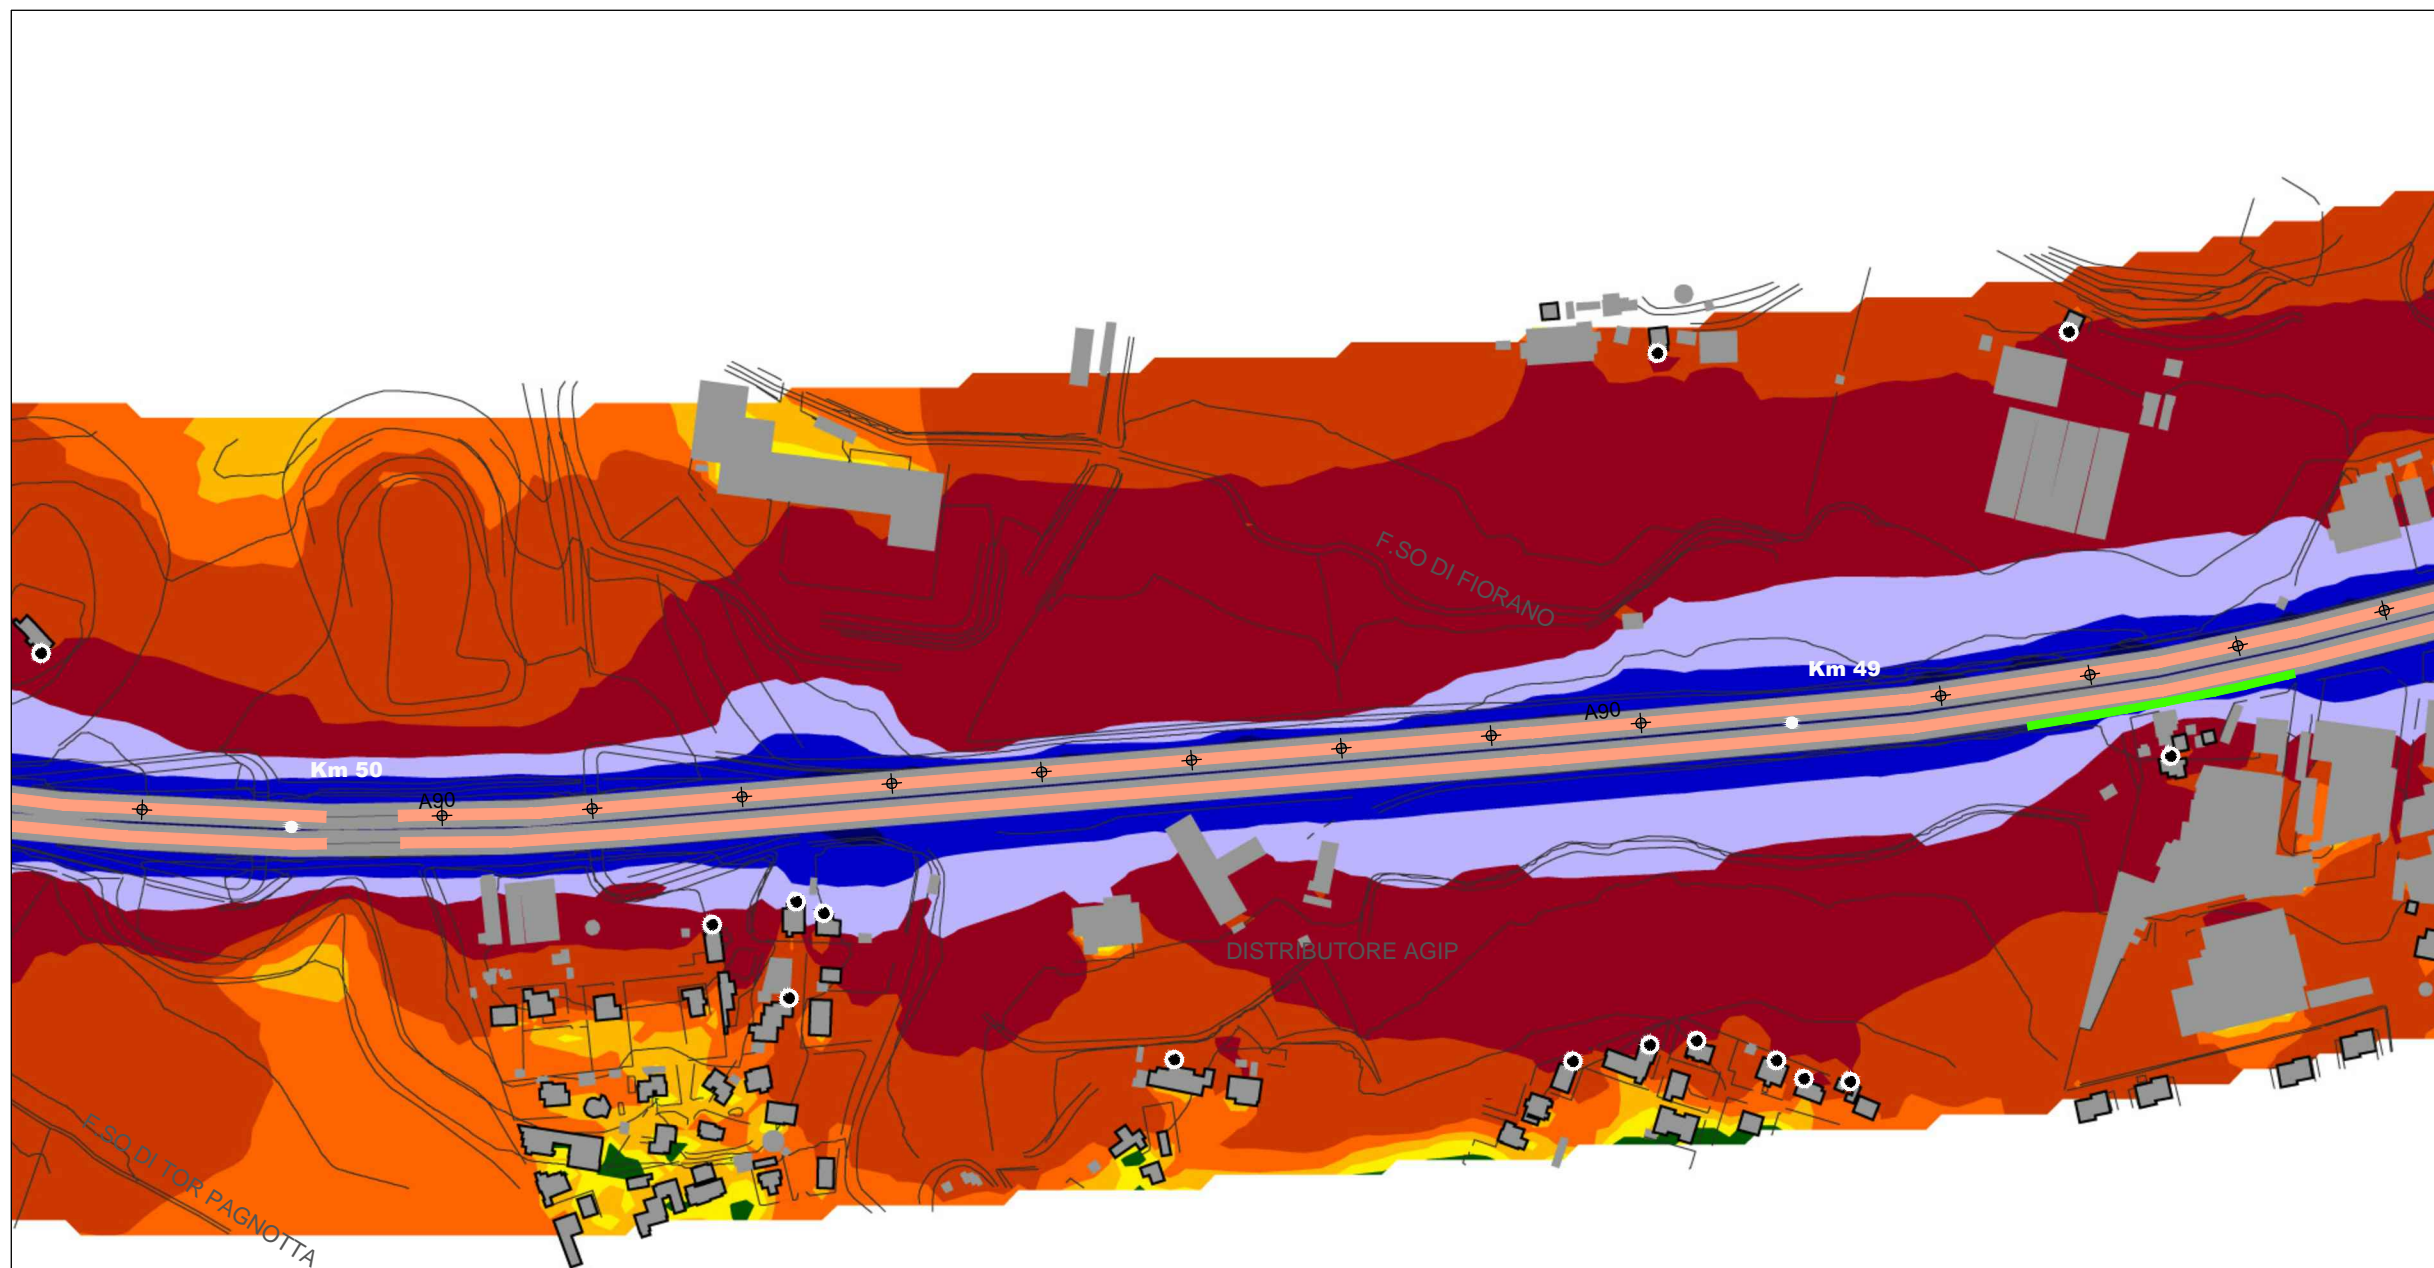 F.SO DI FIORANO
Km 49
A90
Km 50
A90
DISTRIBUTORE AGIP
F.SO DI TOR PAGNOTTA